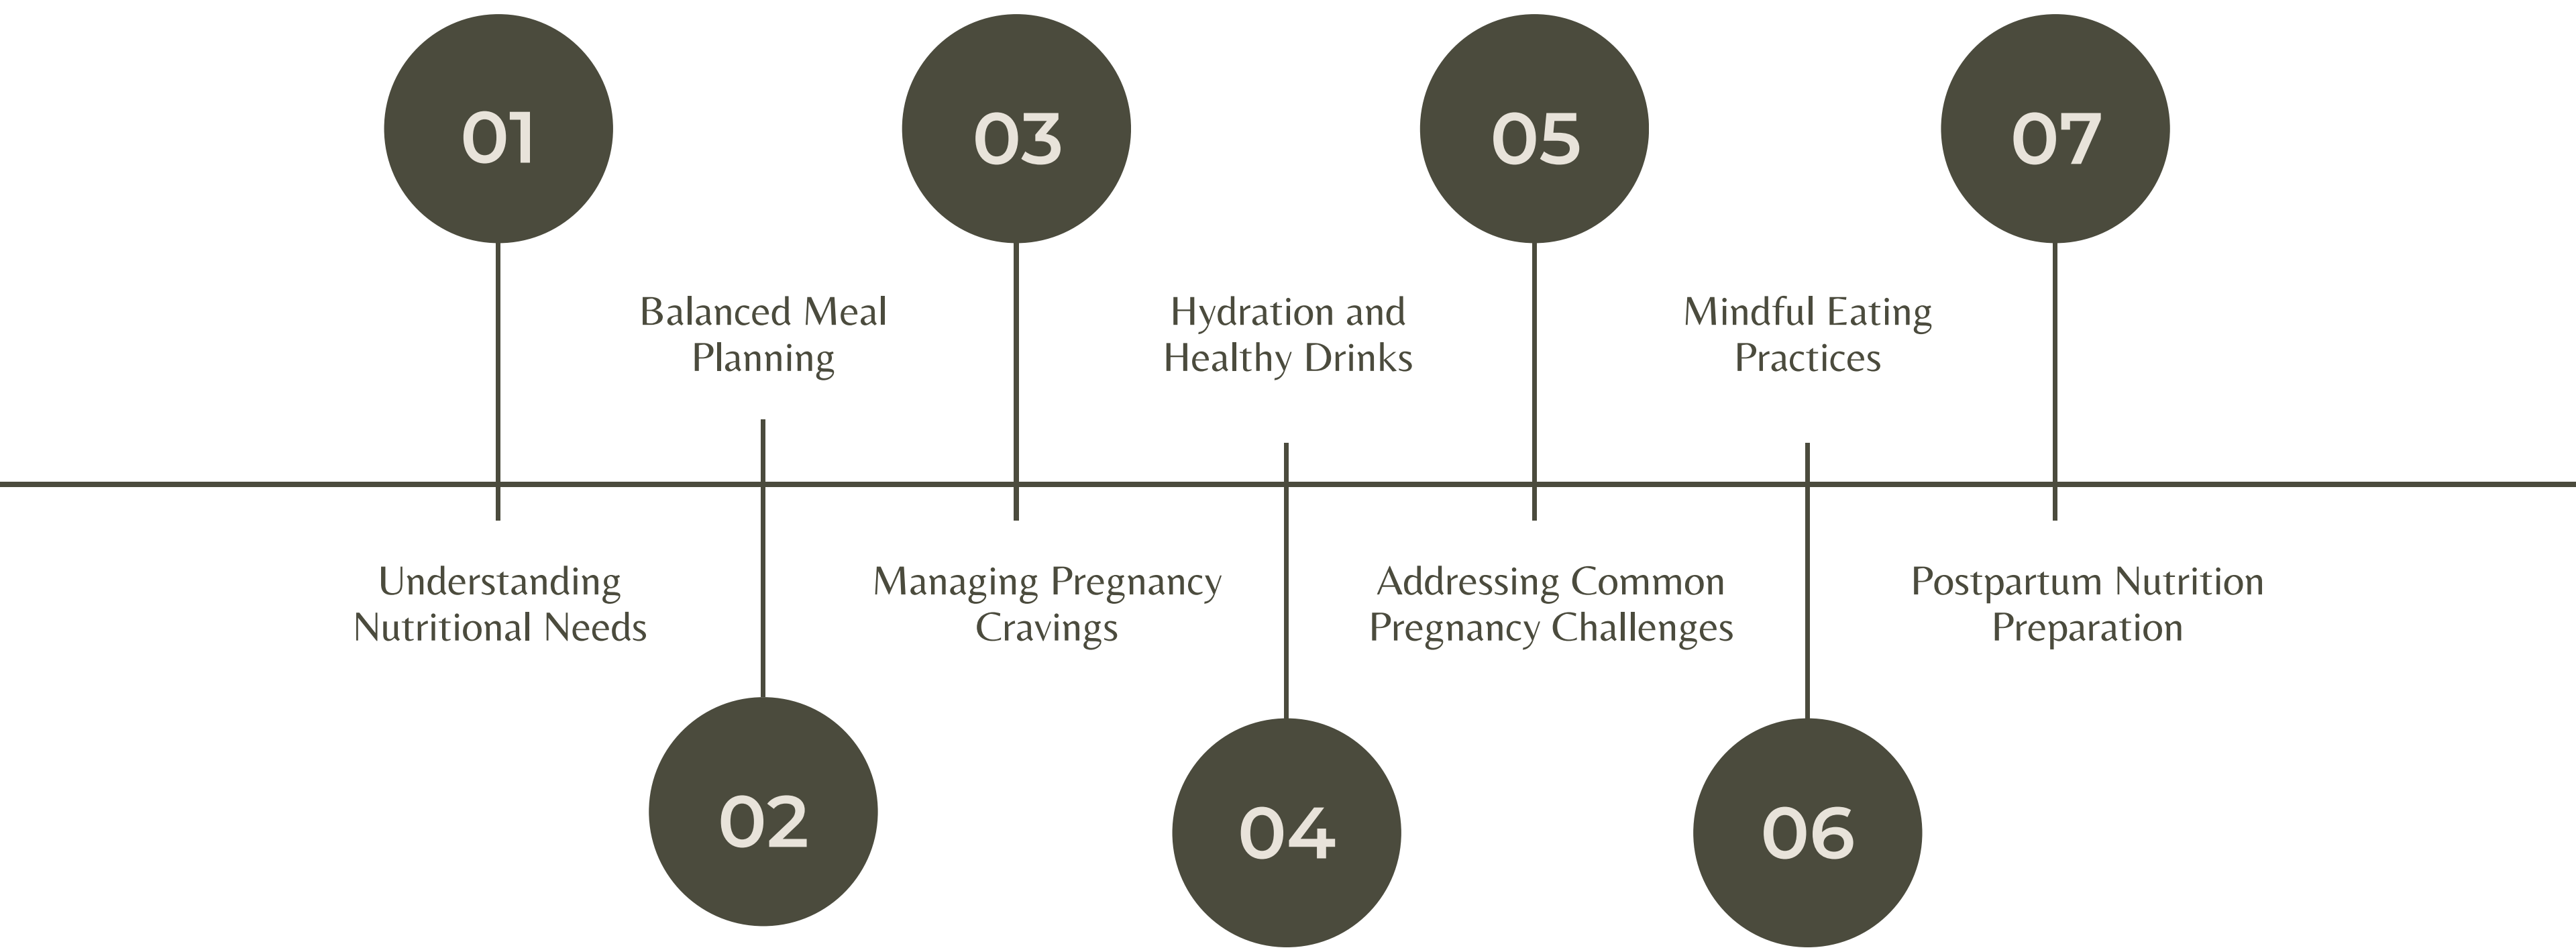 01
Understanding
Nutritional Needs
02
Balanced Meal
Planning
03
Managing Pregnancy
Cravings
04
Hydration and
Healthy Drinks
05
Addressing Common
Pregnancy Challenges
06
Mindful Eating
Practices
07
Postpartum Nutrition
Preparation